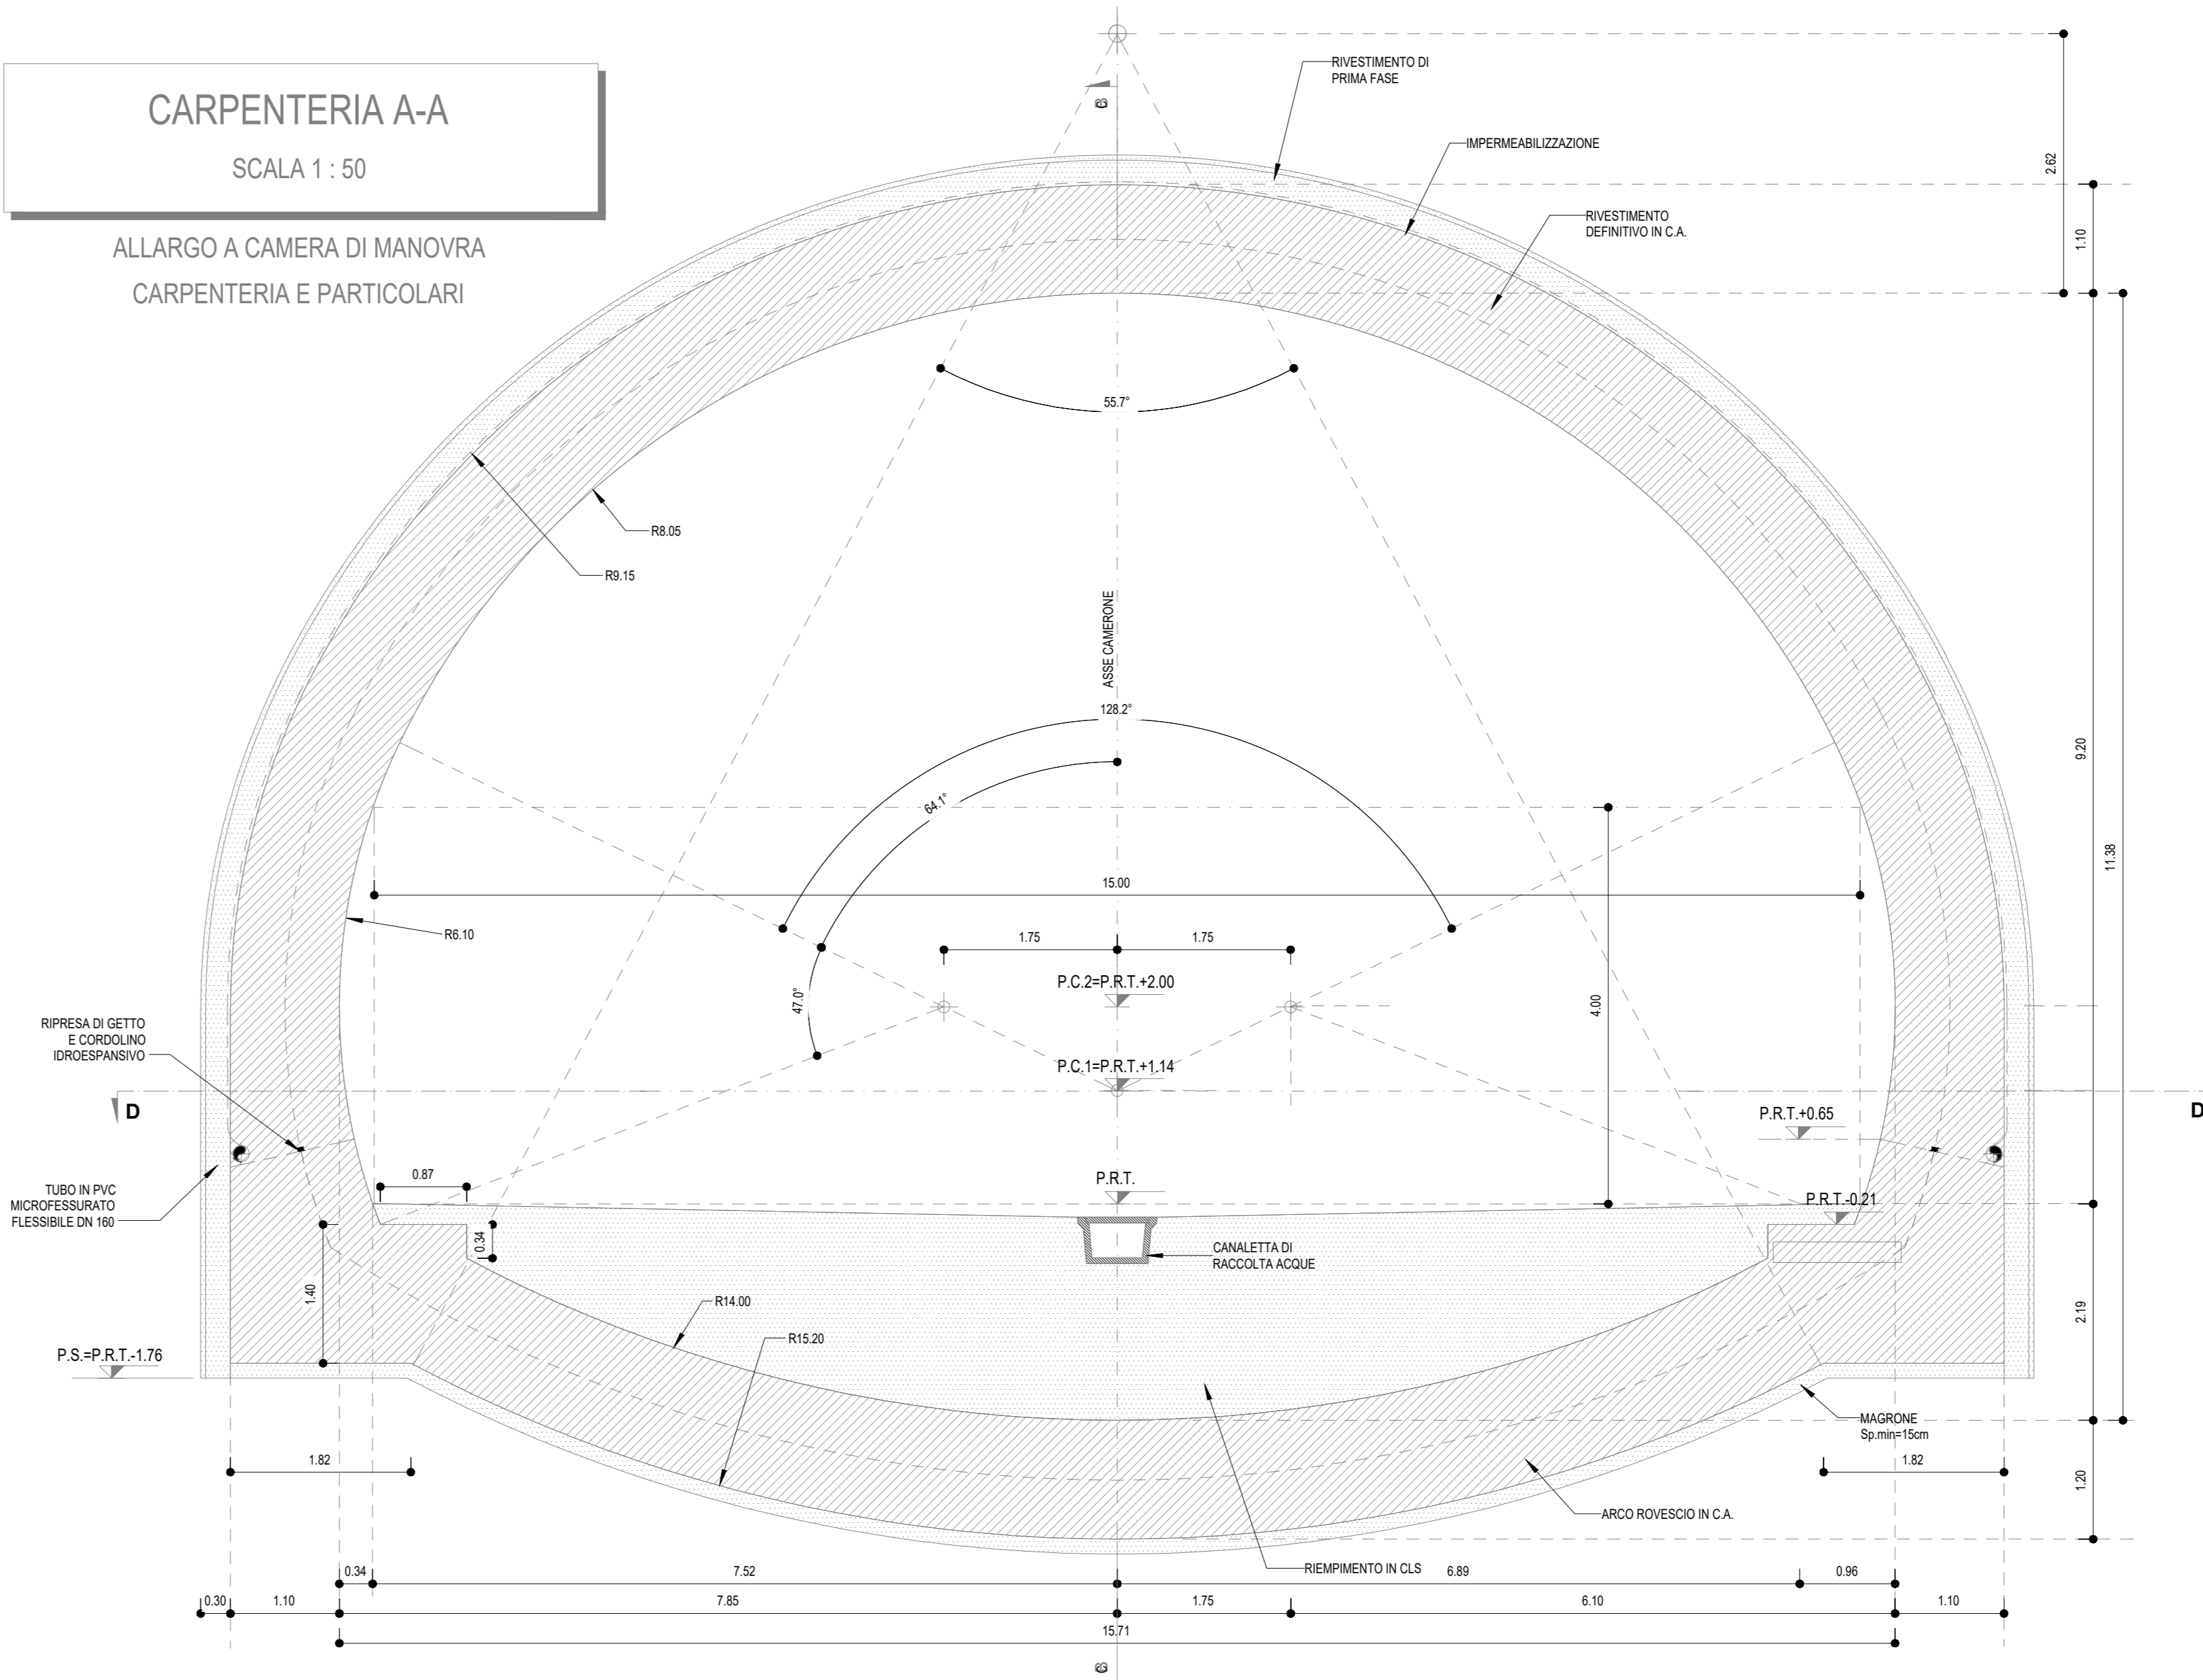 CARPENTERIA A-A
SCALA 1 : 50
ALLARGO A CAMERA DI MANOVRA
CARPENTERIA E PARTICOLARI
RIVESTIMENTO DI
PRIMA FASE
IMPERMEABILIZZAZIONE
RIVESTIMENTO
DEFINITIVO IN C.A.
2.62
1.10
55.7°
R8.05
R9.15
ASSE CAMERONE
128.2°
64.1°
9.20
11.38
15.00
R6.10
1.75
1.75
P.C.2=P.R.T.+2.00
47.0°
4.00
RIPRESA DI GETTO
E CORDOLINO
IDROESPANSIVO
P.C.1=P.R.T.+1.14
D
D
P.R.T.+0.65
TUBO IN PVC
MICROFESSURATO
FLESSIBILE DN 160
0.87
P.R.T.
P.R.T.-0.21
0.34
CANALETTA DI
RACCOLTA ACQUE
1.40
R14.00
R15.20
2.19
P.S.=P.R.T.-1.76
MAGRONE
Sp.min=15cm
1.82
1.82
1.20
ARCO ROVESCIO IN C.A.
RIEMPIMENTO IN CLS
0.34
7.52
6.89
0.96
0.30
1.10
7.85
1.75
6.10
1.10
15.71